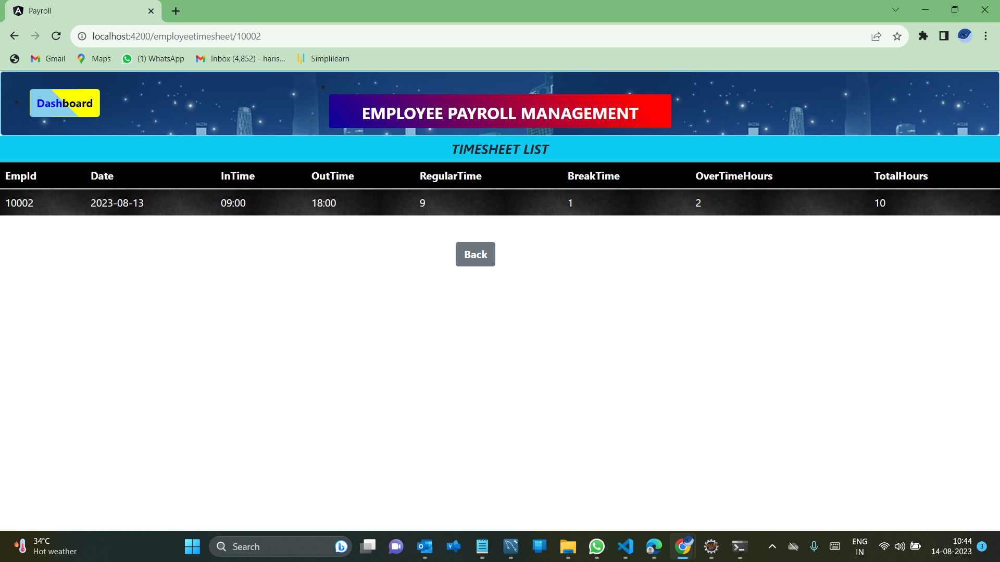 Payroll
localhost:4200/employeetimesheet/10002
Gmail Maps (1) WhatsApp Inbox (4,852) - haris... Simplilearn
Dashboard
EMPLOYEE PAYROLL MANAGEMENT
TIMESHEET LIST
EmpId Date InTime OutTime RegularTime BreakTime OverTimeHours TotalHours
10002 2023-08-13 09:00 18:00 9 1 2 10
Back
34°C
Hot weather
Search
ENG
IN
10:44
14-08-2023
3